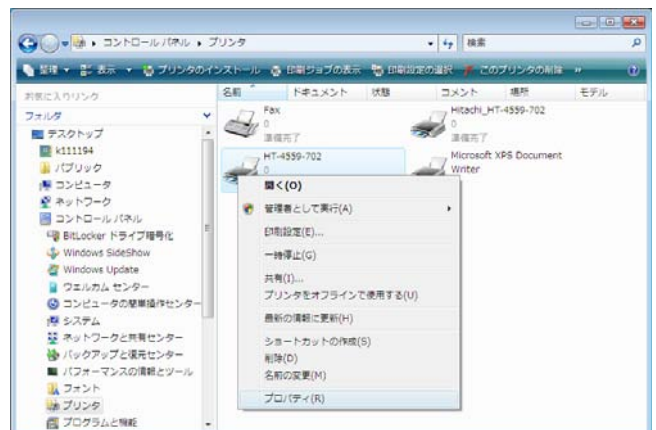 コントロール パネル ▸ プリンタ
検索
整理 表示 プリンタのインストール 印刷ジョブの表示 印刷設定の選択 このプリンタの削除 »
お気に入りリンク
名前 ドキュメント 状態 コメント 場所 モデル
フォルダ
デスクトップ
k111194
パブリック
コンピュータ
ネットワーク
コントロール パネル
BitLocker ドライブ暗号化
Windows SideShow
Windows Update
ウェルカム センター
コンピュータの簡単操作センター
システム
ネットワークと共有センター
バックアップと復元センター
パフォーマンスの情報とツール
フォント
プリンタ
プログラムと機能
Fax
0
準備完了
Hitachi_HT-4559-702
0
準備完了
HT-4559-702
0
Microsoft XPS Document
Writer
開く(O)
管理者として実行(A)
印刷設定(E)...
一時停止(G)
共有(I)...
プリンタをオフラインで使用する(U)
最新の情報に更新(H)
ショートカットの作成(S)
削除(D)
名前の変更(M)
プロパティ(R)